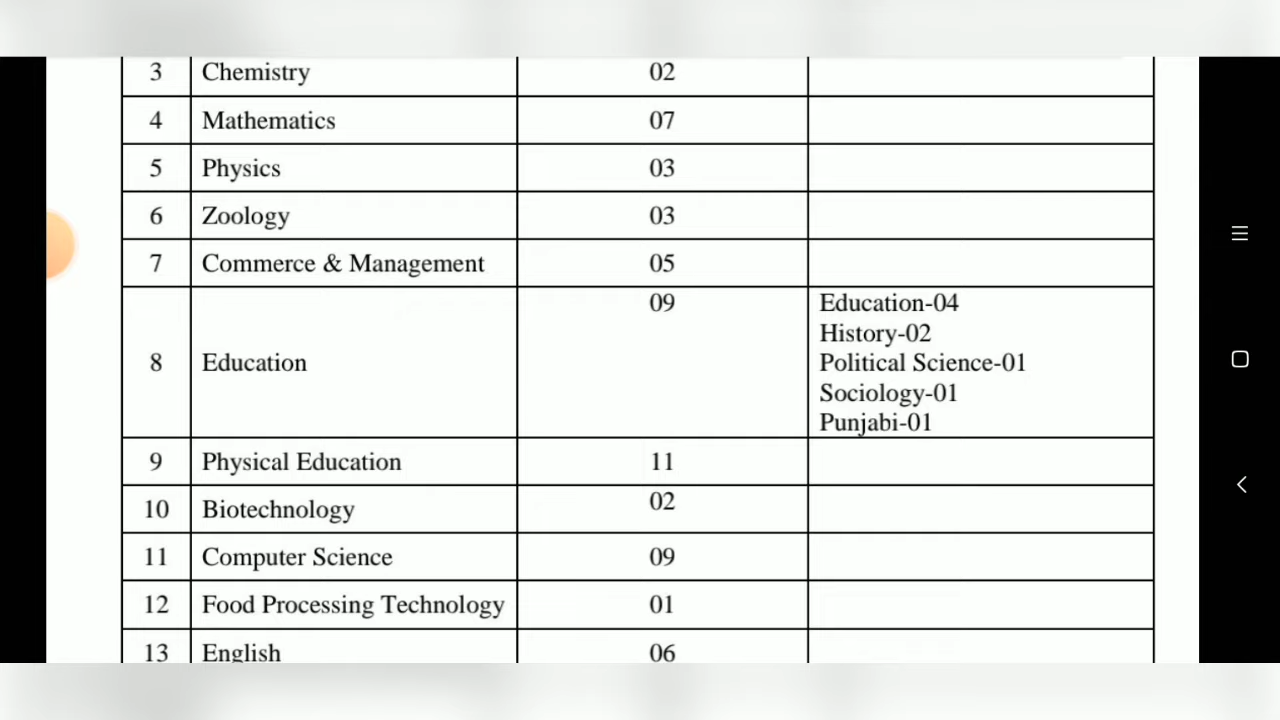 3 Chemistry 02
4 Mathematics 07
5 Physics 03
6 Zoology 03
7 Commerce & Management 05
8 Education 09 Education-04
History-02
Political Science-01
Sociology-01
Punjabi-01
9 Physical Education 11
10 Biotechnology 02
11 Computer Science 09
12 Food Processing Technology 01
13 English 06